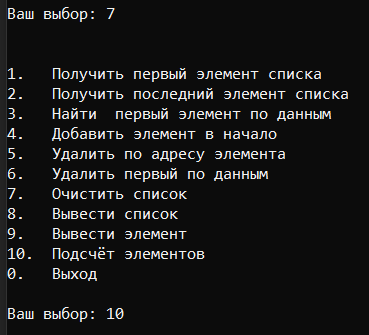 Ваш выбор: 7
1. Получить первый элемент списка
2. Получить последний элемент списка
3. Найти  первый элемент по данным
4. Добавить элемент в начало
5. Удалить по адресу элемента
6. Удалить первый по данным
7. Очистить список
8. Вывести список
9. Вывести элемент
10. Подсчёт элементов
0. Выход
Ваш выбор: 10